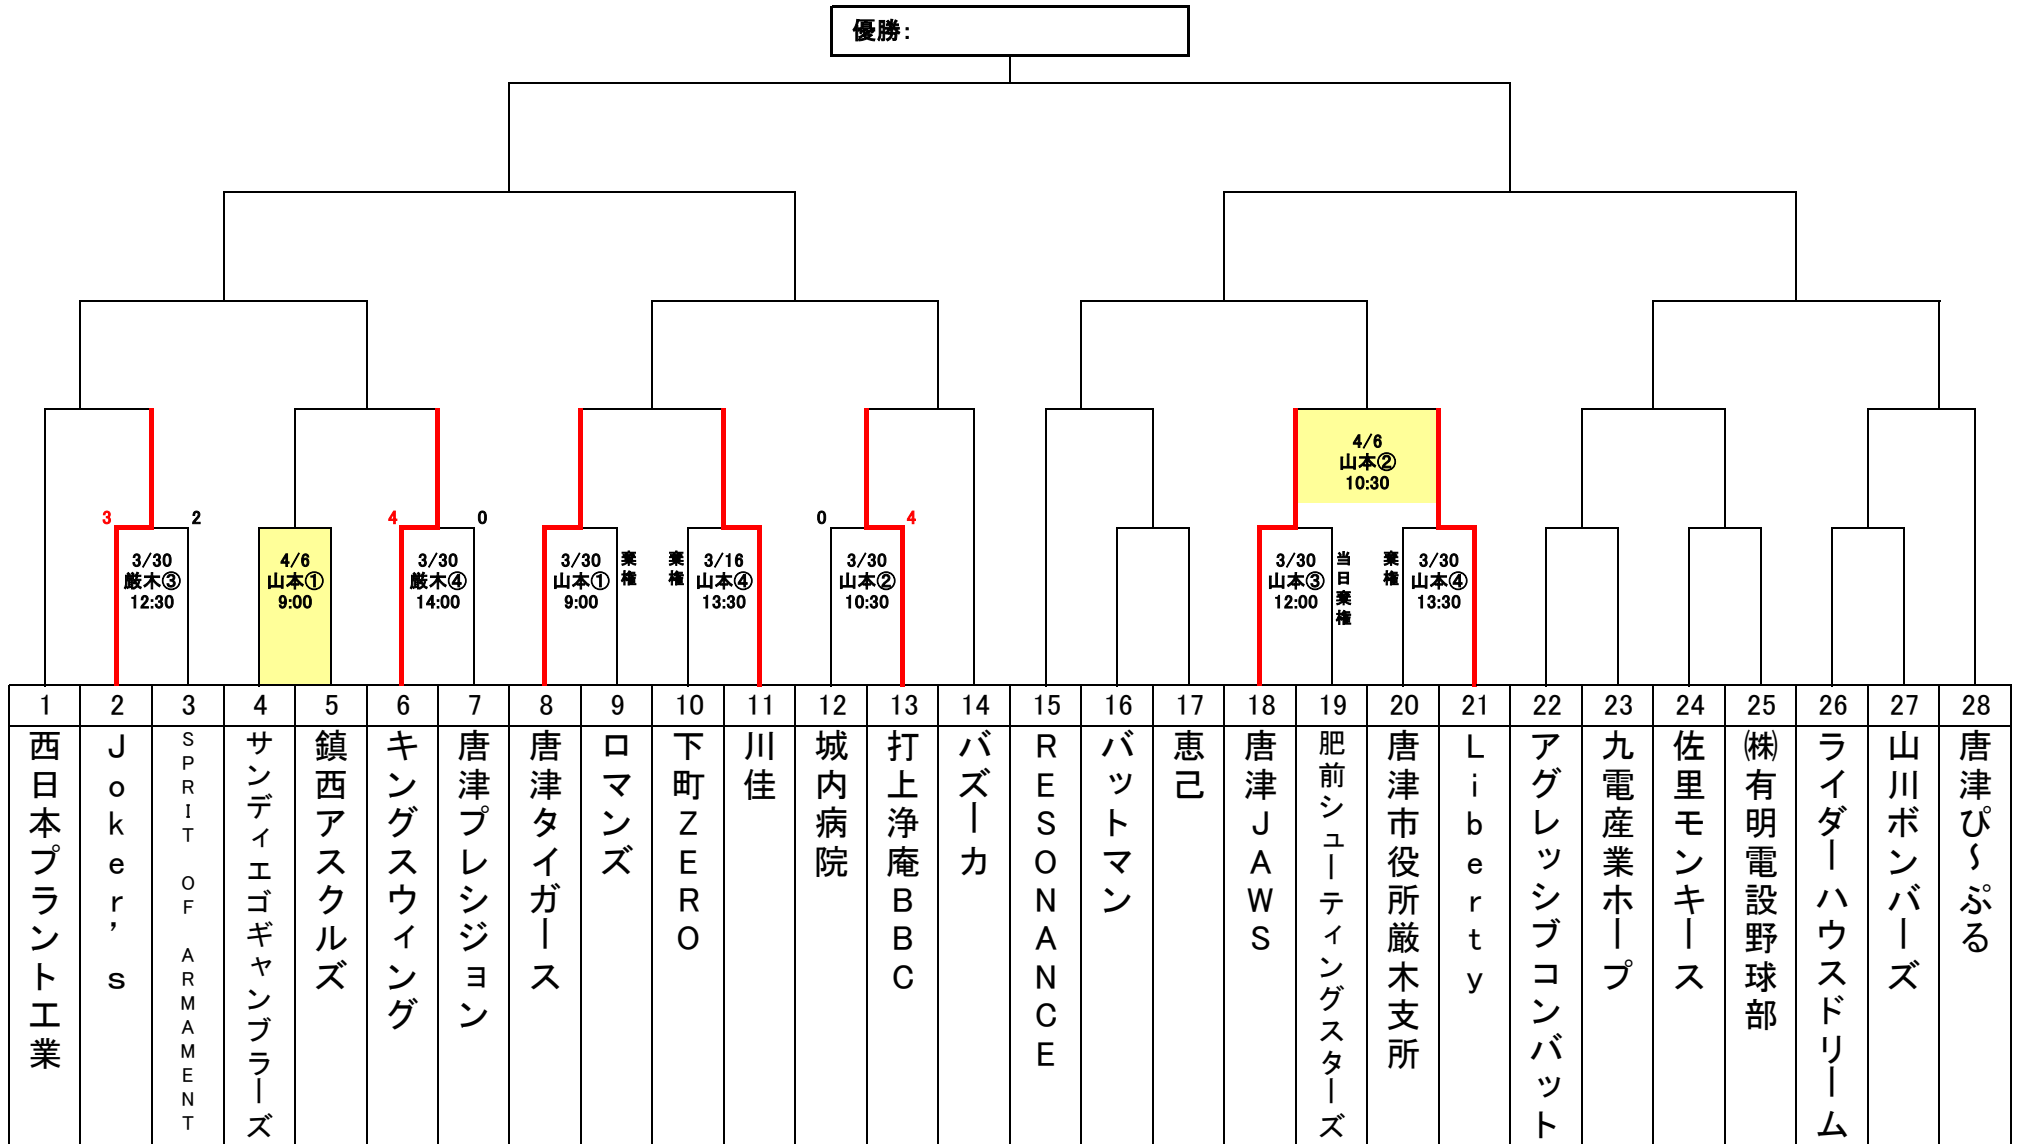 優勝:
4/6
山本②
10:30
3
2
4
0
0
4
3/30
厳木③
12:30
4/6
山本①
9:00
3/30
厳木④
14:00
3/30
山本①
9:00
棄権
棄権
3/16
山本④
13:30
3/30
山本②
10:30
3/30
山本③
12:00
当日棄権
棄権
3/30
山本④
13:30
1 2 3 4 5 6 7 8 9 10 11 12 13 14 15 16 17 18 19 20 21 22 23 24 25 26 27 28
西日本プラント工業
Joker’s
SPRIT OF ARMAMENT
サンディエゴギャンブラーズ
鎮西アスクルズ
キングスウィング
唐津プレシジョン
唐津タイガース
ロマンズ
下町ZERO
川佳
城内病院
打上浄庵BBC
バズーカ
RESONANCE
バットマン
恵己
唐津JAWS
肥前シューティングスターズ
唐津市役所厳木支所
Liberty
アグレッシブコンバット
九電産業ホープ
佐里モンキース
㈱有明電設野球部
ライダーハウスドリーム
山川ボンバーズ
唐津ぴ～ぷる